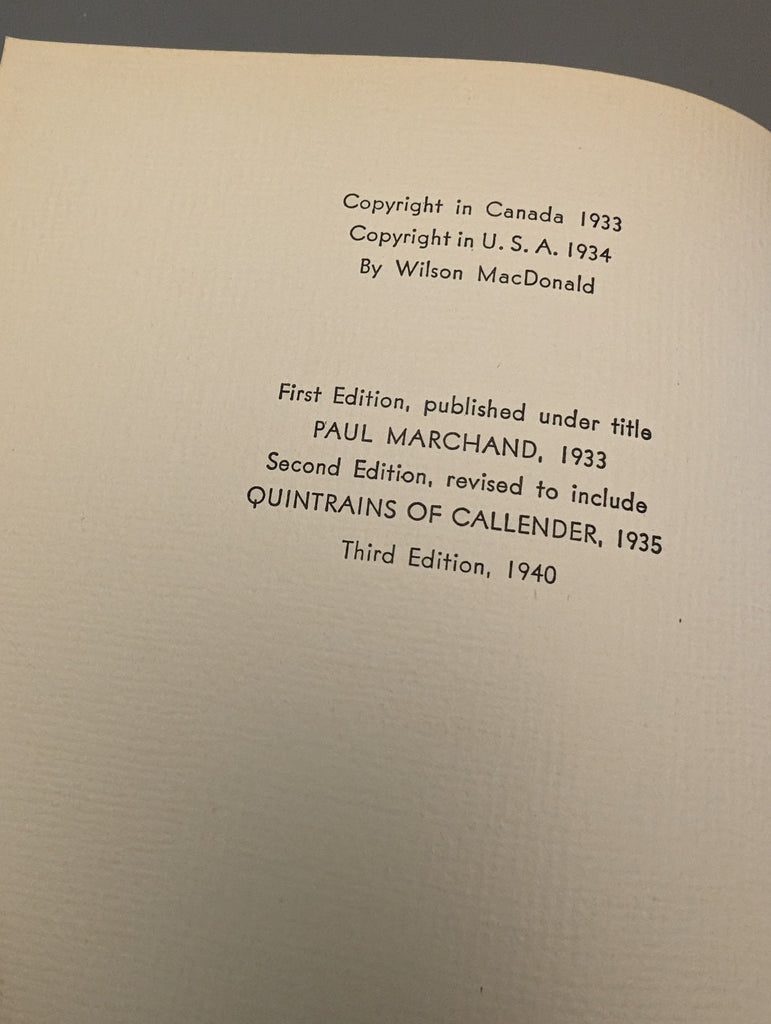 Copyright in Canada 1933
Copyright in U. S. A. 1934
By Wilson MacDonald
First Edition, published under title
PAUL MARCHAND, 1933
Second Edition, revised to include
QUINTRAINS OF CALLENDER, 1935
Third Edition, 1940